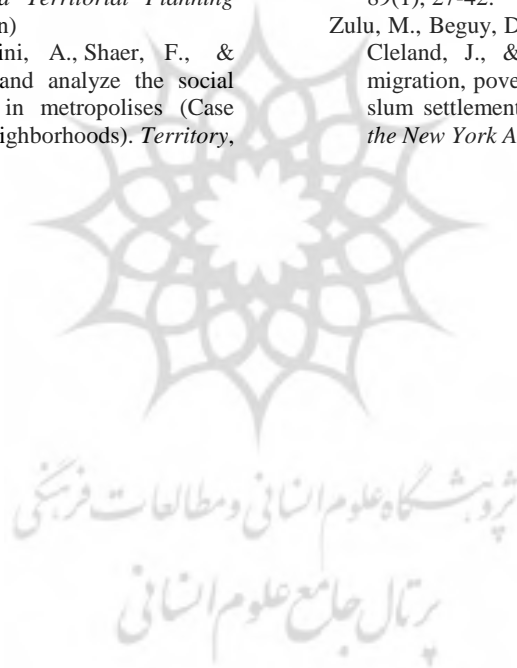 d Territorial Planning
n)
ini, A., Shaer, F., &
and analyze the social
in metropolises (Case
eighborhoods). Territory,
89(1), 27-42.
Zulu, M., Beguy, D
Cleland, J., &
migration, pove
slum settlement
the New York A
پژوهشگاه علوم انسانی و مطالعات فرهنگی
پرتال جامع علوم انسانی